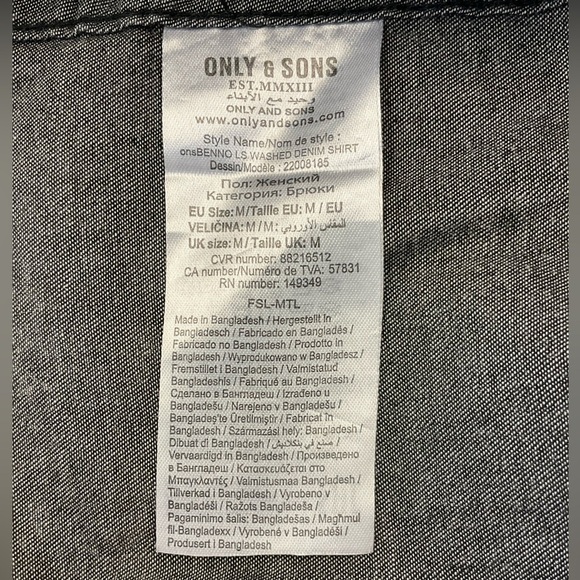 ONLY & SONS
EST.MMXIII
وحيد مع الأبناء
ONLY AND SONS
www.onlyandsons.com
Style Name/Nom de style :
onsBENNO LS WASHED DENIM SHIRT
Dessin/Modèle : 22008185
Пол: Женский
Категория: Брюки
EU Size: M/Taille EU: M / EU
VELIČINA: M/M: المقاس الأوروبي
UK size: M / Taille UK: M
CVR number: 88216512
CA number/Numéro de TVA: 57831
RN number: 149349
FSL-MTL
Made in Bangladesh / Hergestellt in
Bangladesch / Fabricado en Bangladés /
Fabricado no Bangladesh / Prodotto in
Bangladesh / Wyprodukowano w Bangladesz /
Fremstillet i Bangladesh / Valmistatud
Bangladeshis / Fabriqué au Bangladesh /
Сделано в Бангладеш / Izrađeno u
Bangladešu / Narejeno v Bangladešu /
Bangladeş'te Üretilmiştir / Fabricat în
Bangladesh / Származási hely: Bangladesh /
Dibuat di Bangladesh / صنع في بنكلاديش /
Vervaardigd in Bangladesh / Произведено
в Бангладеш / Κατασκευάζεται στο
Μπαγκλαντές / Valmistusmaa Bangladesh /
Tillverkad i Bangladesh / Vyrobeno v
Bangladéši / Ražots Bangladeša /
Pagaminimo šalis: Bangladešas / Magħmul
fil-Bangladexx / Vyrobené v Bangladéši /
Produsert i Bangladesh